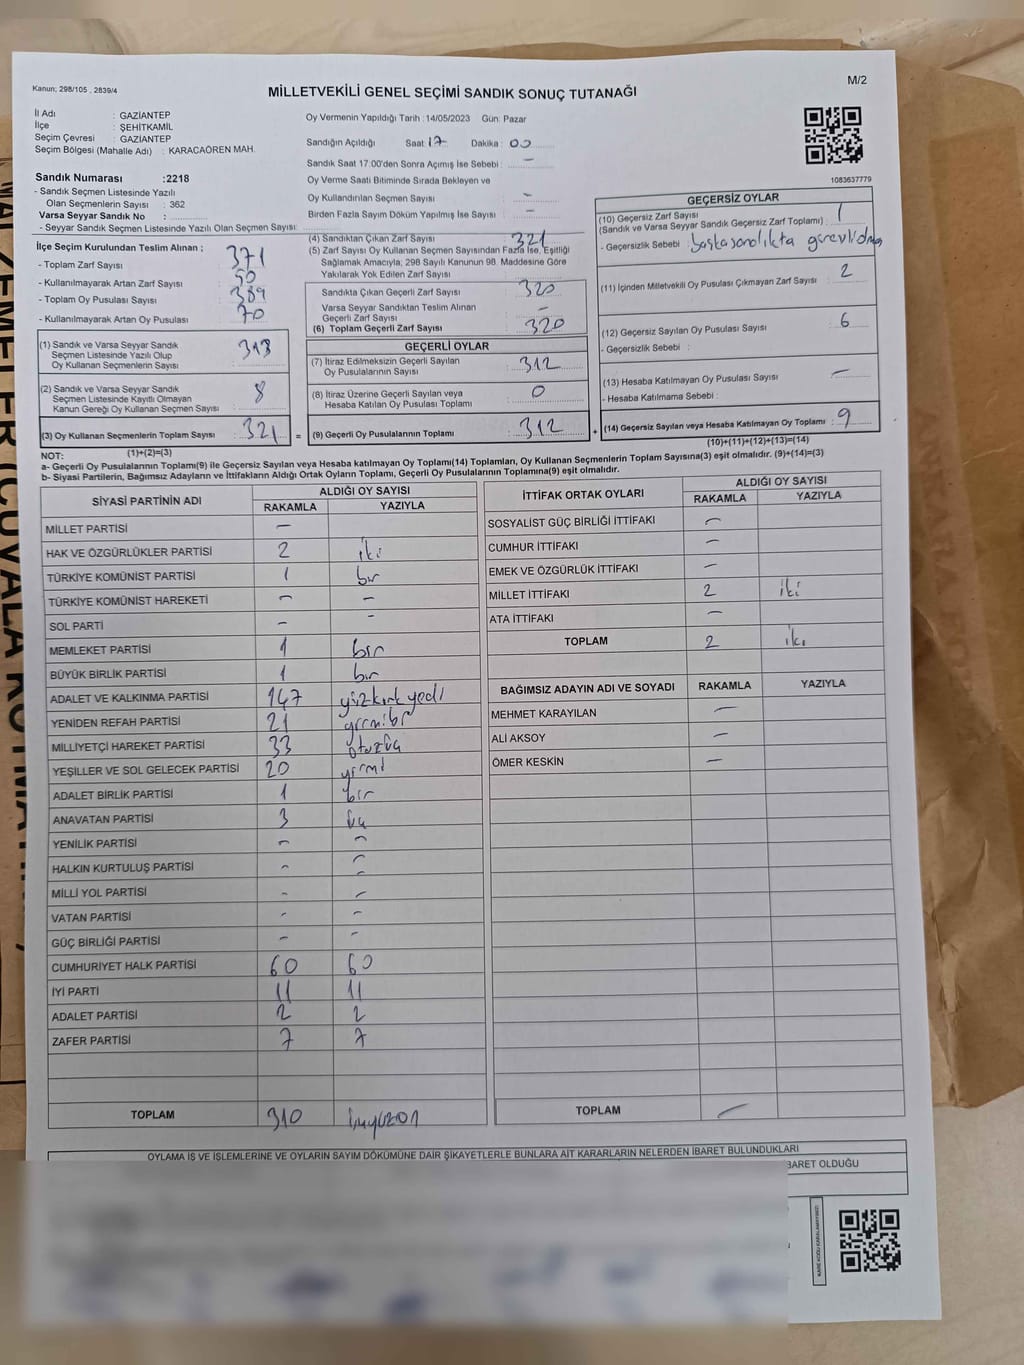 M/2
Kanun; 298/105 , 2839/4
MİLLETVEKİLİ GENEL SEÇİMİ SANDIK SONUÇ TUTANAĞI
İl Adı : GAZİANTEP
İlçe : ŞEHİTKAMİL
Seçim Çevresi : GAZİANTEP
Seçim Bölgesi (Mahalle Adı) : KARACAÖREN MAH.
Sandık Numarası :2218
- Sandık Seçmen Listesinde Yazılı
Olan Seçmenlerin Sayısı : 362
Varsa Seyyar Sandık No :
- Seyyar Sandık Seçmen Listesinde Yazılı Olan Seçmen Sayısı:
Oy Vermenin Yapıldığı Tarih :14/05/2023 Gün: Pazar
Sandığın Açıldığı Saat : 17 Dakika : 00
Sandık Saat 17.00'den Sonra Açımış İse Sebebi : -
Oy Verme Saati Bitiminde Sırada Bekleyen ve
Oy Kullandırılan Seçmen Sayısı : -
Birden Fazla Sayım Döküm Yapılmış İse Sayısı : -
1083637779
İlçe Seçim Kurulundan Teslim Alınan ;
- Toplam Zarf Sayısı : 371
- Kullanılmayarak Artan Zarf Sayısı : 50
- Toplam Oy Pusulası Sayısı : 389
- Kullanılmayarak Artan Oy Pusulası : 70
(1) Sandık ve Varsa Seyyar Sandık
Seçmen Listesinde Yazılı Olup
Oy Kullanan Seçmenlerin Sayısı : 313
(2) Sandık ve Varsa Seyyar Sandık
Seçmen Listesinde Kayıtlı Olmayan
Kanun Gereği Oy Kullanan Seçmen Sayısı : 8
(3) Oy Kullanan Seçmenlerin Toplam Sayısı : 321
(1)+(2)=(3)
(4) Sandıktan Çıkan Zarf Sayısı : 321
(5) Zarf Sayısı Oy Kullanan Seçmen Sayısından Fazla İse, Eşitliği
Sağlamak Amacıyla; 298 Sayılı Kanunun 98. Maddesine Göre
Yakılarak Yok Edilen Zarf Sayısı :
Sandıkta Çıkan Geçerli Zarf Sayısı : 320
Varsa Seyyar Sandıktan Teslim Alınan
Geçerli Zarf Sayısı : -
(6) Toplam Geçerli Zarf Sayısı : 320
GEÇERLİ OYLAR
(7) İtiraz Edilmeksizin Geçerli Sayılan
Oy Pusulalarının Sayısı : 312
(8) İtiraz Üzerine Geçerli Sayılan veya
Hesaba Katılan Oy Pusulası Toplamı : 0
= (9) Geçerli Oy Pusulalarının Toplamı : 312 +
GEÇERSİZ OYLAR
(10) Geçersiz Zarf Sayısı : 1
(Sandık ve Varsa Seyyar Sandık Geçersiz Zarf Toplamı)
- Geçersizlik Sebebi : başka sandıkta
(11) İçinden Milletvekili Oy Pusulası Çıkmayan Zarf Sayısı : 2
(12) Geçersiz Sayılan Oy Pusulası Sayısı : 6
- Geçersizlik Sebebi :
(13) Hesaba Katılmayan Oy Pusulası Sayısı : -
- Hesaba Katılmama Sebebi :
(14) Geçersiz Sayılan veya Hesaba Katılmayan Oy Toplamı : 9
(10)+(11)+(12)+(13)=(14)
NOT:
a- Geçerli Oy Pusulalarının Toplamı(9) ile Geçersiz Sayılan veya Hesaba katılmayan Oy Toplamı(14) Toplamları, Oy Kullanan Seçmenlerin Toplam Sayısına(3) eşit olmalıdır. (9)+(14)=(3)
b- Siyasi Partilerin, Bağımsız Adayların ve İttifakların Aldığı Ortak Oyların Toplamı, Geçerli Oy Pusulalarının Toplamına(9) eşit olmalıdır.
SİYASİ PARTİNİN ADI ALDIĞI OY SAYISI
RAKAMLA YAZIYLA
MİLLET PARTİSİ -
HAK VE ÖZGÜRLÜKLER PARTİSİ 2 iki
TÜRKİYE KOMÜNİST PARTİSİ 1 bir
TÜRKİYE KOMÜNİST HAREKETİ - -
SOL PARTİ - -
MEMLEKET PARTİSİ 1 bir
BÜYÜK BİRLİK PARTİSİ 1 bir
ADALET VE KALKINMA PARTİSİ 147 yüzkırkyedi
YENİDEN REFAH PARTİSİ 21 yirmibir
MİLLİYETÇİ HAREKET PARTİSİ 33 otuzüç
YEŞİLLER VE SOL GELECEK PARTİSİ 20 yirmi
ADALET BİRLİK PARTİSİ 1 bir
ANAVATAN PARTİSİ 3 üç
YENİLİK PARTİSİ - -
HALKIN KURTULUŞ PARTİSİ - -
MİLLİ YOL PARTİSİ - -
VATAN PARTİSİ - -
GÜÇ BİRLİĞİ PARTİSİ - -
CUMHURİYET HALK PARTİSİ 60 60
İYİ PARTİ 11 11
ADALET PARTİSİ 2 2
ZAFER PARTİSİ 7 7
TOPLAM 310 üçyüzon
İTTİFAK ORTAK OYLARI ALDIĞI OY SAYISI
RAKAMLA YAZIYLA
SOSYALİST GÜÇ BİRLİĞİ İTTİFAKI -
CUMHUR İTTİFAKI -
EMEK VE ÖZGÜRLÜK İTTİFAKI -
MİLLET İTTİFAKI 2 iki
ATA İTTİFAKI -
TOPLAM 2 iki
BAĞIMSIZ ADAYIN ADI VE SOYADI RAKAMLA YAZIYLA
MEHMET KARAYILAN -
ALİ AKSOY -
ÖMER KESKİN -
TOPLAM -
OYLAMA İŞ VE İŞLEMLERİNE VE OYLARIN SAYIM DÖKÜMÜNE DAİR ŞİKAYETLERLE BUNLARA AİT KARARLARIN NELERDEN İBARET BULUNDUKLARI
BARET OLDUĞU